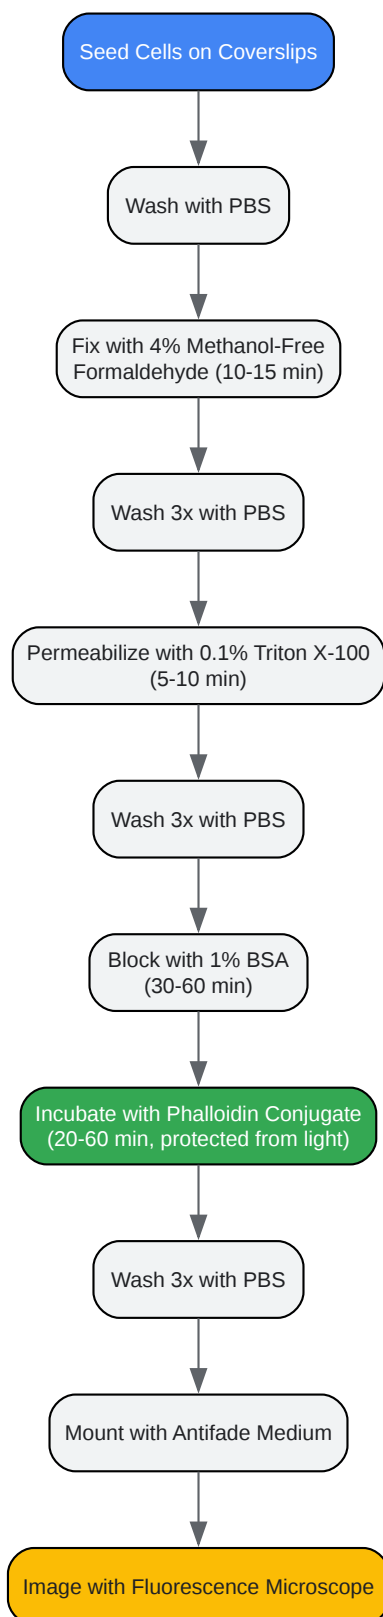 Seed Cells on Coverslips
Wash with PBS
Fix with 4% Methanol-Free
Formaldehyde (10-15 min)
Wash 3x with PBS
Permeabilize with 0.1% Triton X-100
(5-10 min)
Wash 3x with PBS
Block with 1% BSA
(30-60 min)
Incubate with Phalloidin Conjugate
(20-60 min, protected from light)
Wash 3x with PBS
Mount with Antifade Medium
Image with Fluorescence Microscope